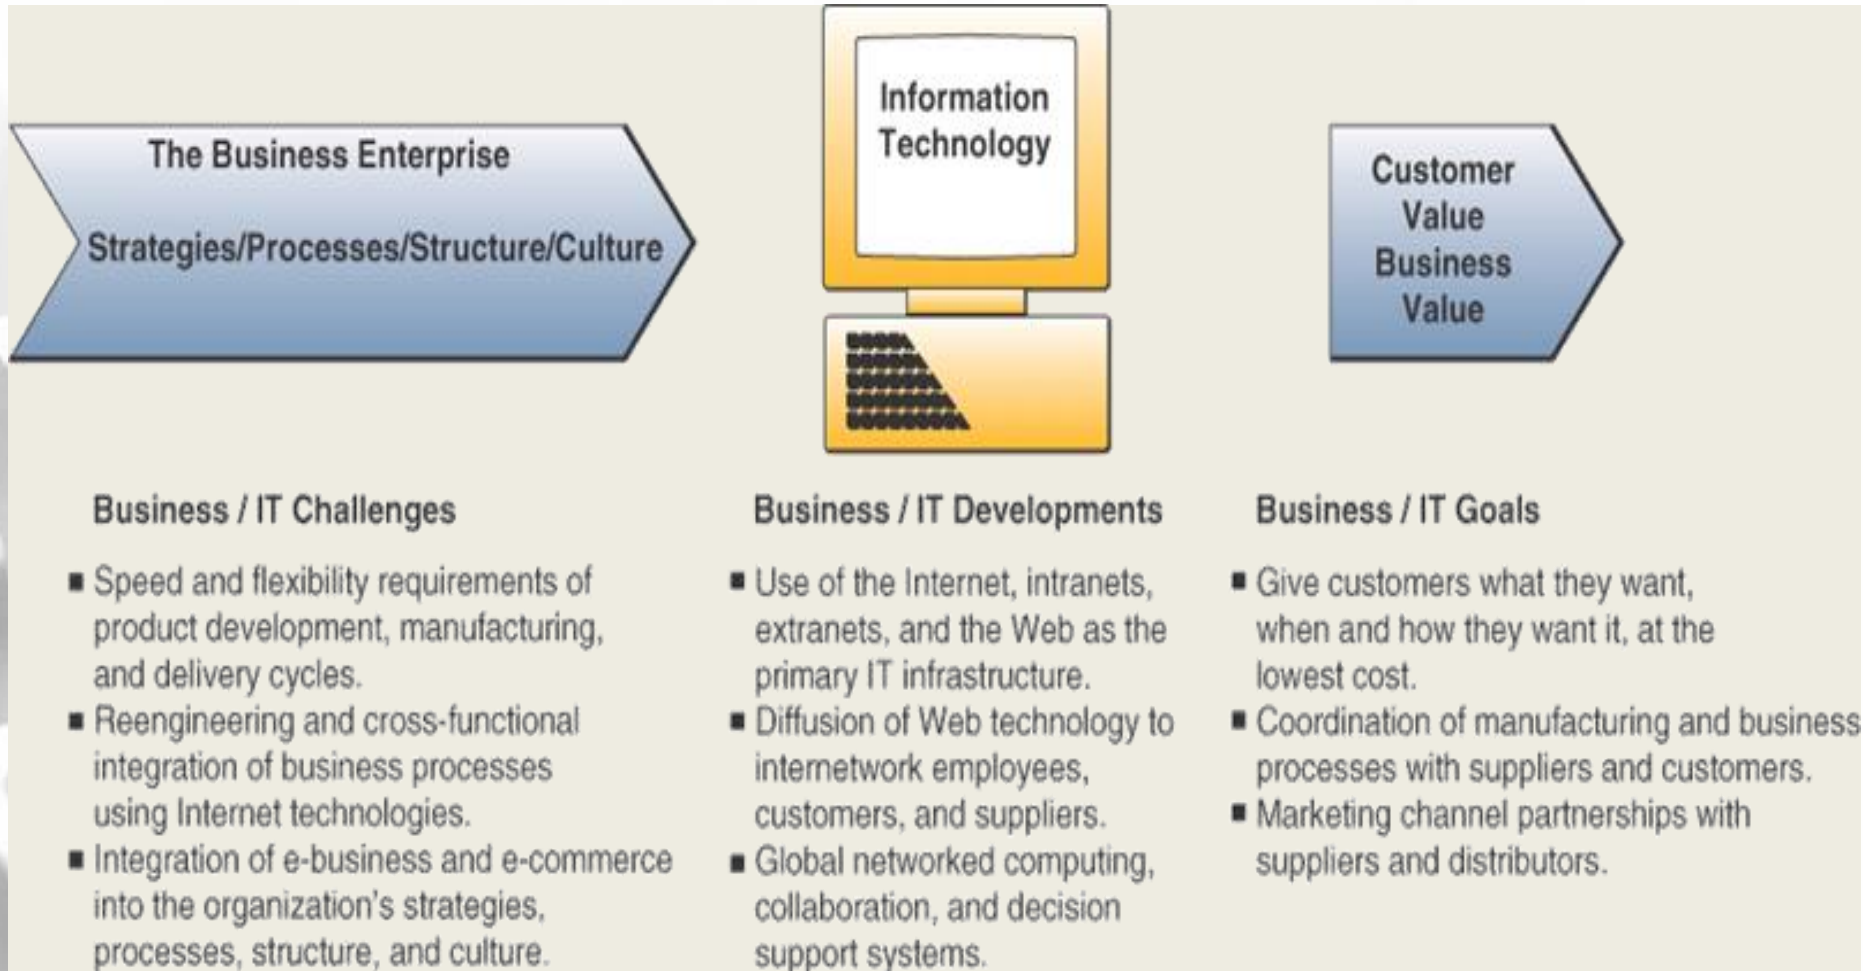 The Business Enterprise
Strategies/Processes/Structure/Culture
Information
Technology
Customer
Value
Business
Value
Business / IT Challenges
■ Speed and flexibility requirements of
product development, manufacturing,
and delivery cycles.
■ Reengineering and cross-functional
integration of business processes
using Internet technologies.
■ Integration of e-business and e-commerce
into the organization's strategies,
processes, structure, and culture.
Business / IT Developments
■ Use of the Internet, intranets,
extranets, and the Web as the
primary IT infrastructure.
■ Diffusion of Web technology to
internetwork employees,
customers, and suppliers.
■ Global networked computing,
collaboration, and decision
support systems.
Business / IT Goals
■ Give customers what they want,
when and how they want it, at the
lowest cost.
■ Coordination of manufacturing and business
processes with suppliers and customers.
■ Marketing channel partnerships with
suppliers and distributors.